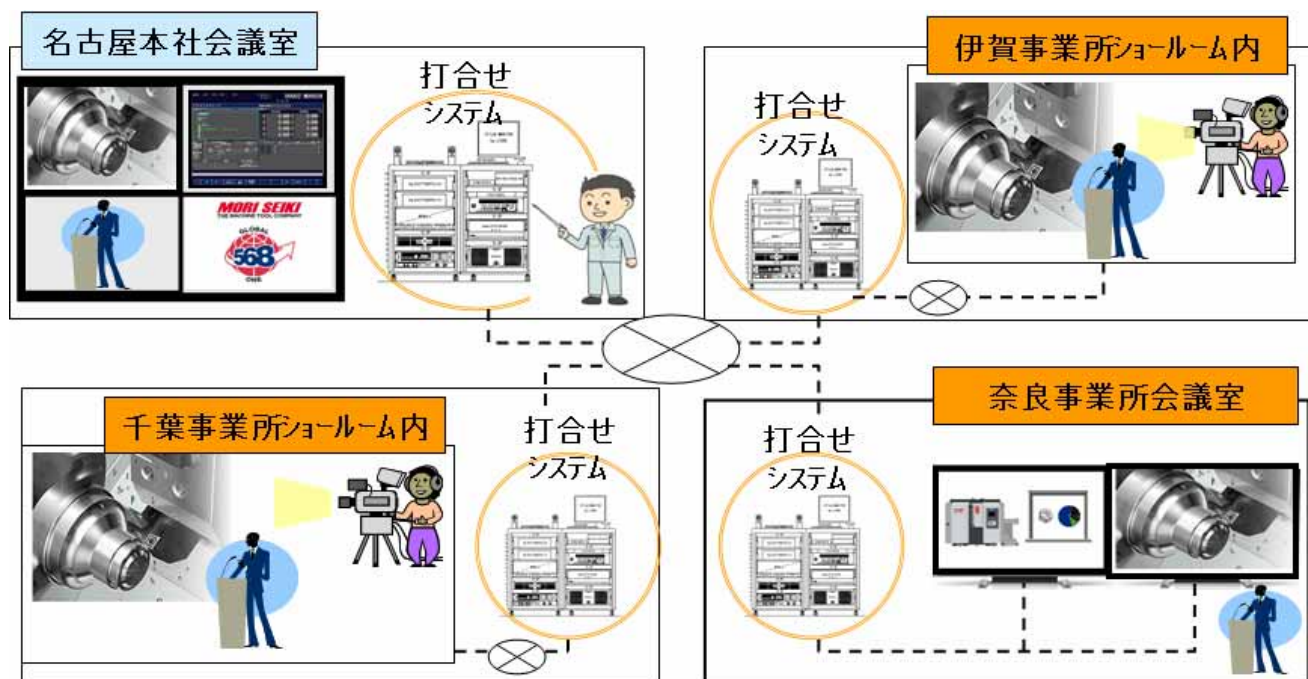 名古屋本社会議室
打合せ
システム
MORI SEIKI
THE MACHINE TOOL COMPANY
GLOBAL
568
ONE
伊賀事業所ショールーム内
打合せ
システム
千葉事業所ショールーム内
打合せ
システム
奈良事業所会議室
打合せ
システム